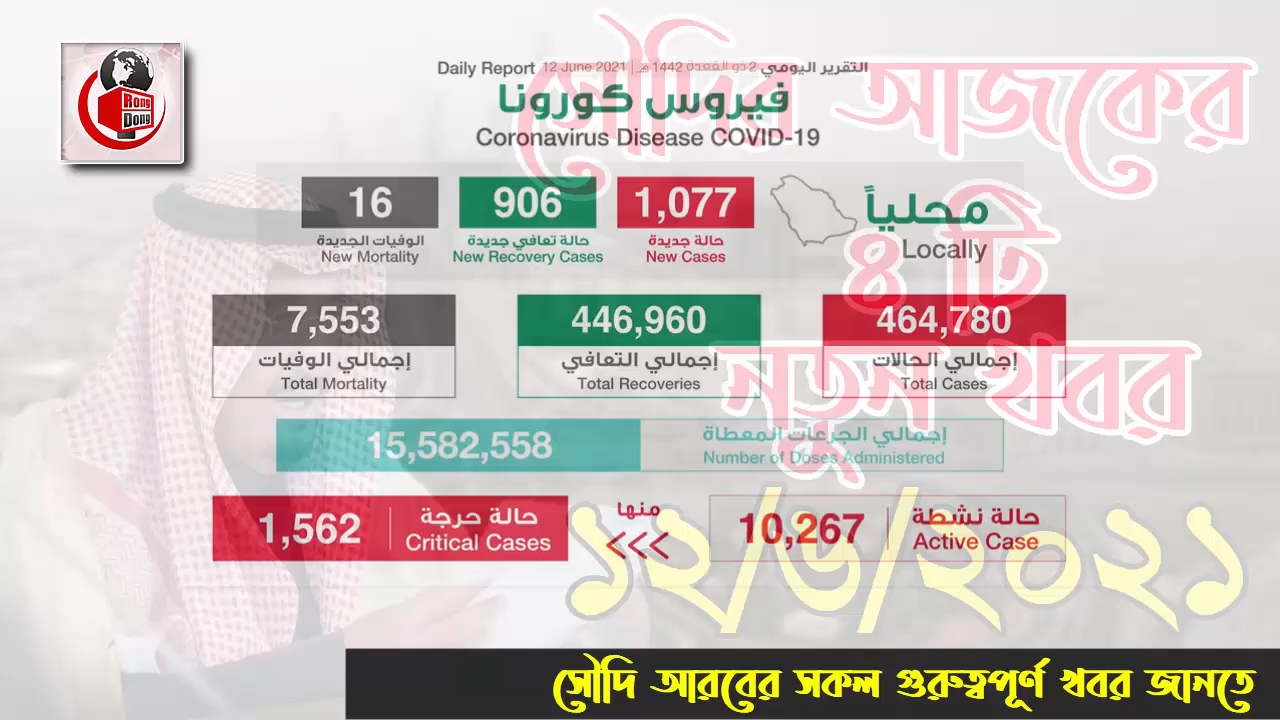 Rong
Dong
Daily Report 12 June 2021 | التقرير اليومي 2 ذو القعدة 1442 هـ
فيروس كورونا
Coronavirus Disease COVID-19
সৌদির আজকের
৪ টি
নতুন খবর
১২/৬/২০২১
محلياً
Locally
16
الوفيات الجديدة
New Mortality
906
حالة تعافي جديدة
New Recovery Cases
1,077
حالة جديدة
New Cases
7,553
إجمالي الوفيات
Total Mortality
446,960
إجمالي التعافي
Total Recoveries
464,780
إجمالي الحالات
Total Cases
15,582,558
إجمالي الجرعات المعطاة
Number of Doses Administered
1,562
حالة حرجة
Critical Cases
منها
<<<
10,267
حالة نشطة
Active Case
সৌদি আরবের সকল গুরুত্বপূর্ণ খবর জানতে